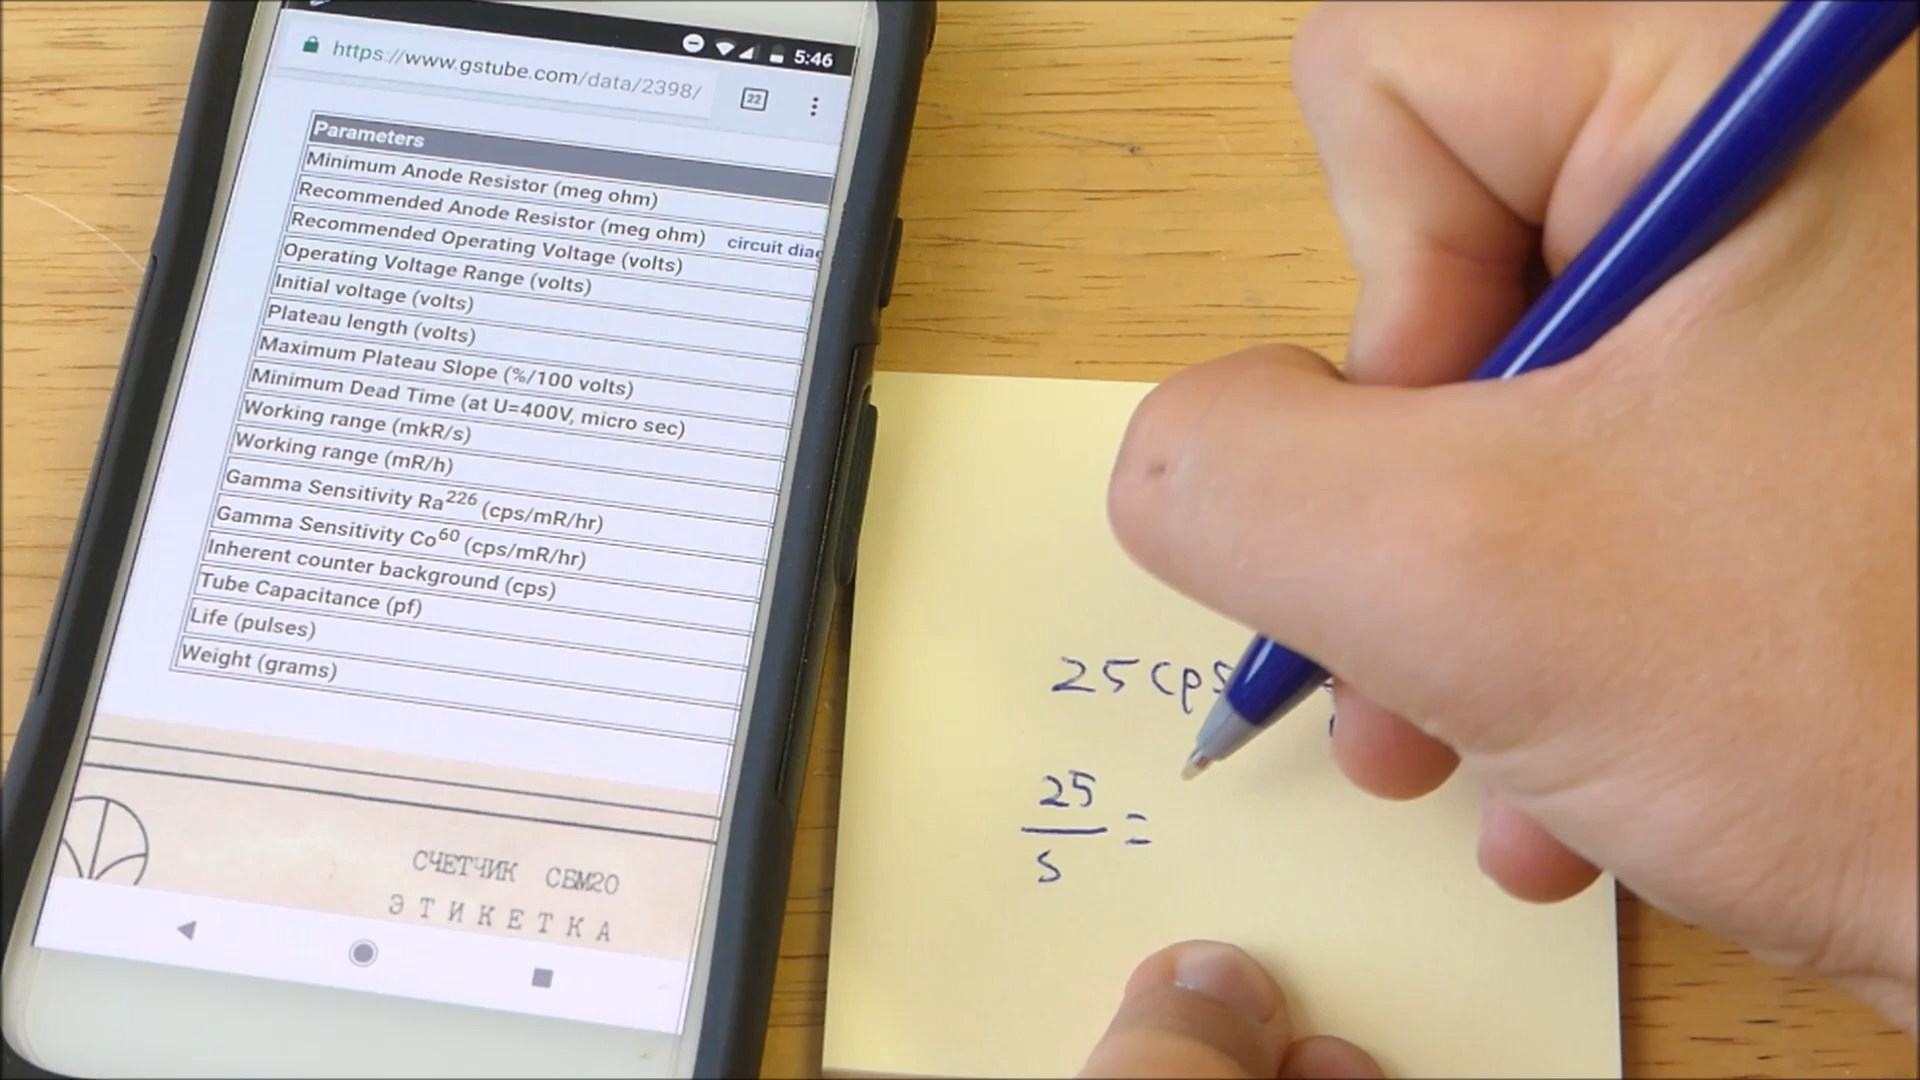 5:46
https://www.gstube.com/data/2398/
22
Parameters
Minimum Anode Resistor (meg ohm)
Recommended Anode Resistor (meg ohm) circuit diag
Recommended Operating Voltage (volts)
Operating Voltage Range (volts)
Initial voltage (volts)
Plateau length (volts)
Maximum Plateau Slope (%/100 volts)
Minimum Dead Time (at U=400V, micro sec)
Working range (mkR/s)
Working range (mR/h)
Gamma Sensitivity Ra226 (cps/mR/hr)
Gamma Sensitivity Co60 (cps/mR/hr)
Inherent counter background (cps)
Tube Capacitance (pf)
Life (pulses)
Weight (grams)
СЧЕТЧИК СБМ20
ЭТИКЕТКА
25 cps
25
s
=